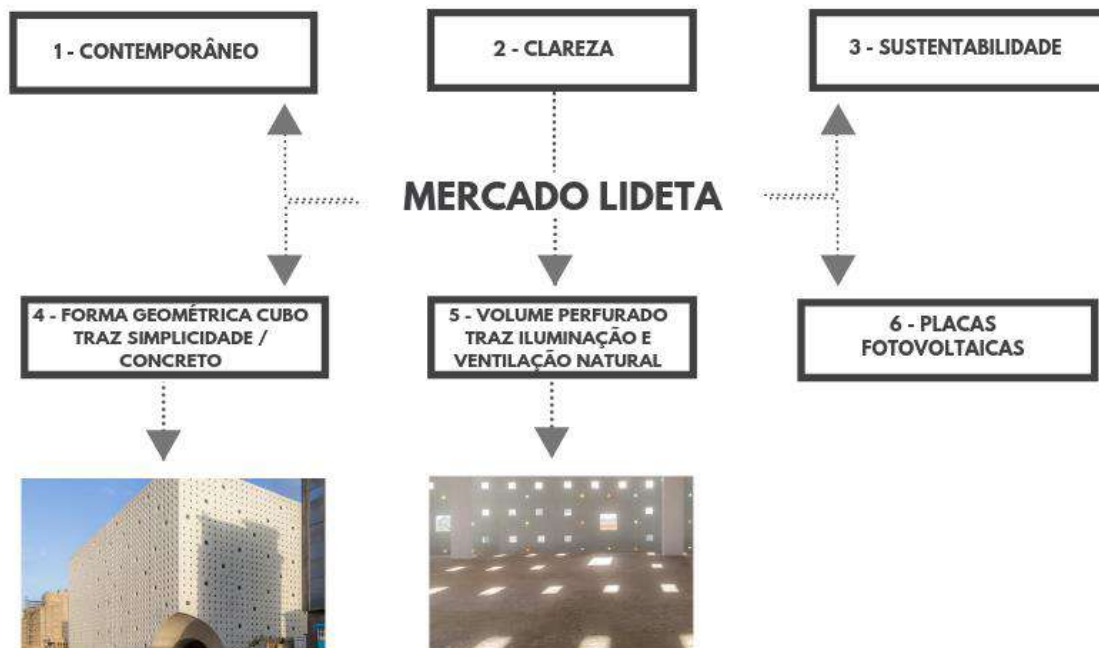 1 - CONTEMPORÂNEO
2 - CLAREZA
3 - SUSTENTABILIDADE
MERCADO LIDETA
4 - FORMA GEOMÉTRICA CUBO
TRAZ SIMPLICIDADE /
CONCRETO
5 - VOLUME PERFURADO
TRAZ ILUMINAÇÃO E
VENTILAÇÃO NATURAL
6 - PLACAS
FOTOVOLTAICAS